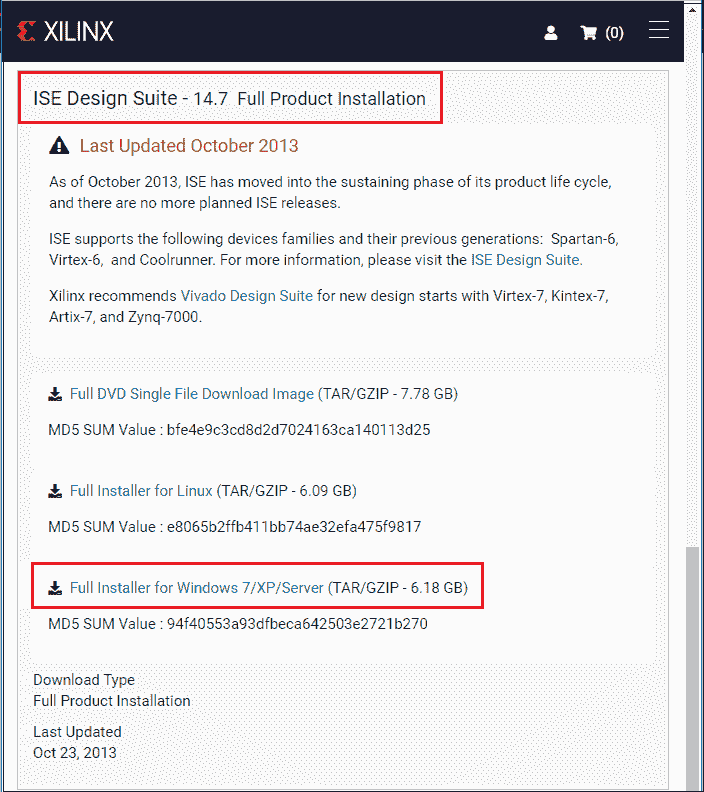 XILINX
(0)
ISE Design Suite - 14.7 Full Product Installation
Last Updated October 2013
As of October 2013, ISE has moved into the sustaining phase of its product life cycle,
and there are no more planned ISE releases.
ISE supports the following devices families and their previous generations: Spartan-6,
Virtex-6, and Coolrunner. For more information, please visit the ISE Design Suite.
Xilinx recommends Vivado Design Suite for new design starts with Virtex-7, Kintex-7,
Artix-7, and Zynq-7000.
Full DVD Single File Download Image (TAR/GZIP - 7.78 GB)
MD5 SUM Value : bfe4e9c3cd8d2d7024163ca140113d25
Full Installer for Linux (TAR/GZIP - 6.09 GB)
MD5 SUM Value : e8065b2ffb411bb74ae32efa475f9817
Full Installer for Windows 7/XP/Server (TAR/GZIP - 6.18 GB)
MD5 SUM Value : 94f40553a93dfbeca642503e2721b270
Download Type
Full Product Installation
Last Updated
Oct 23, 2013